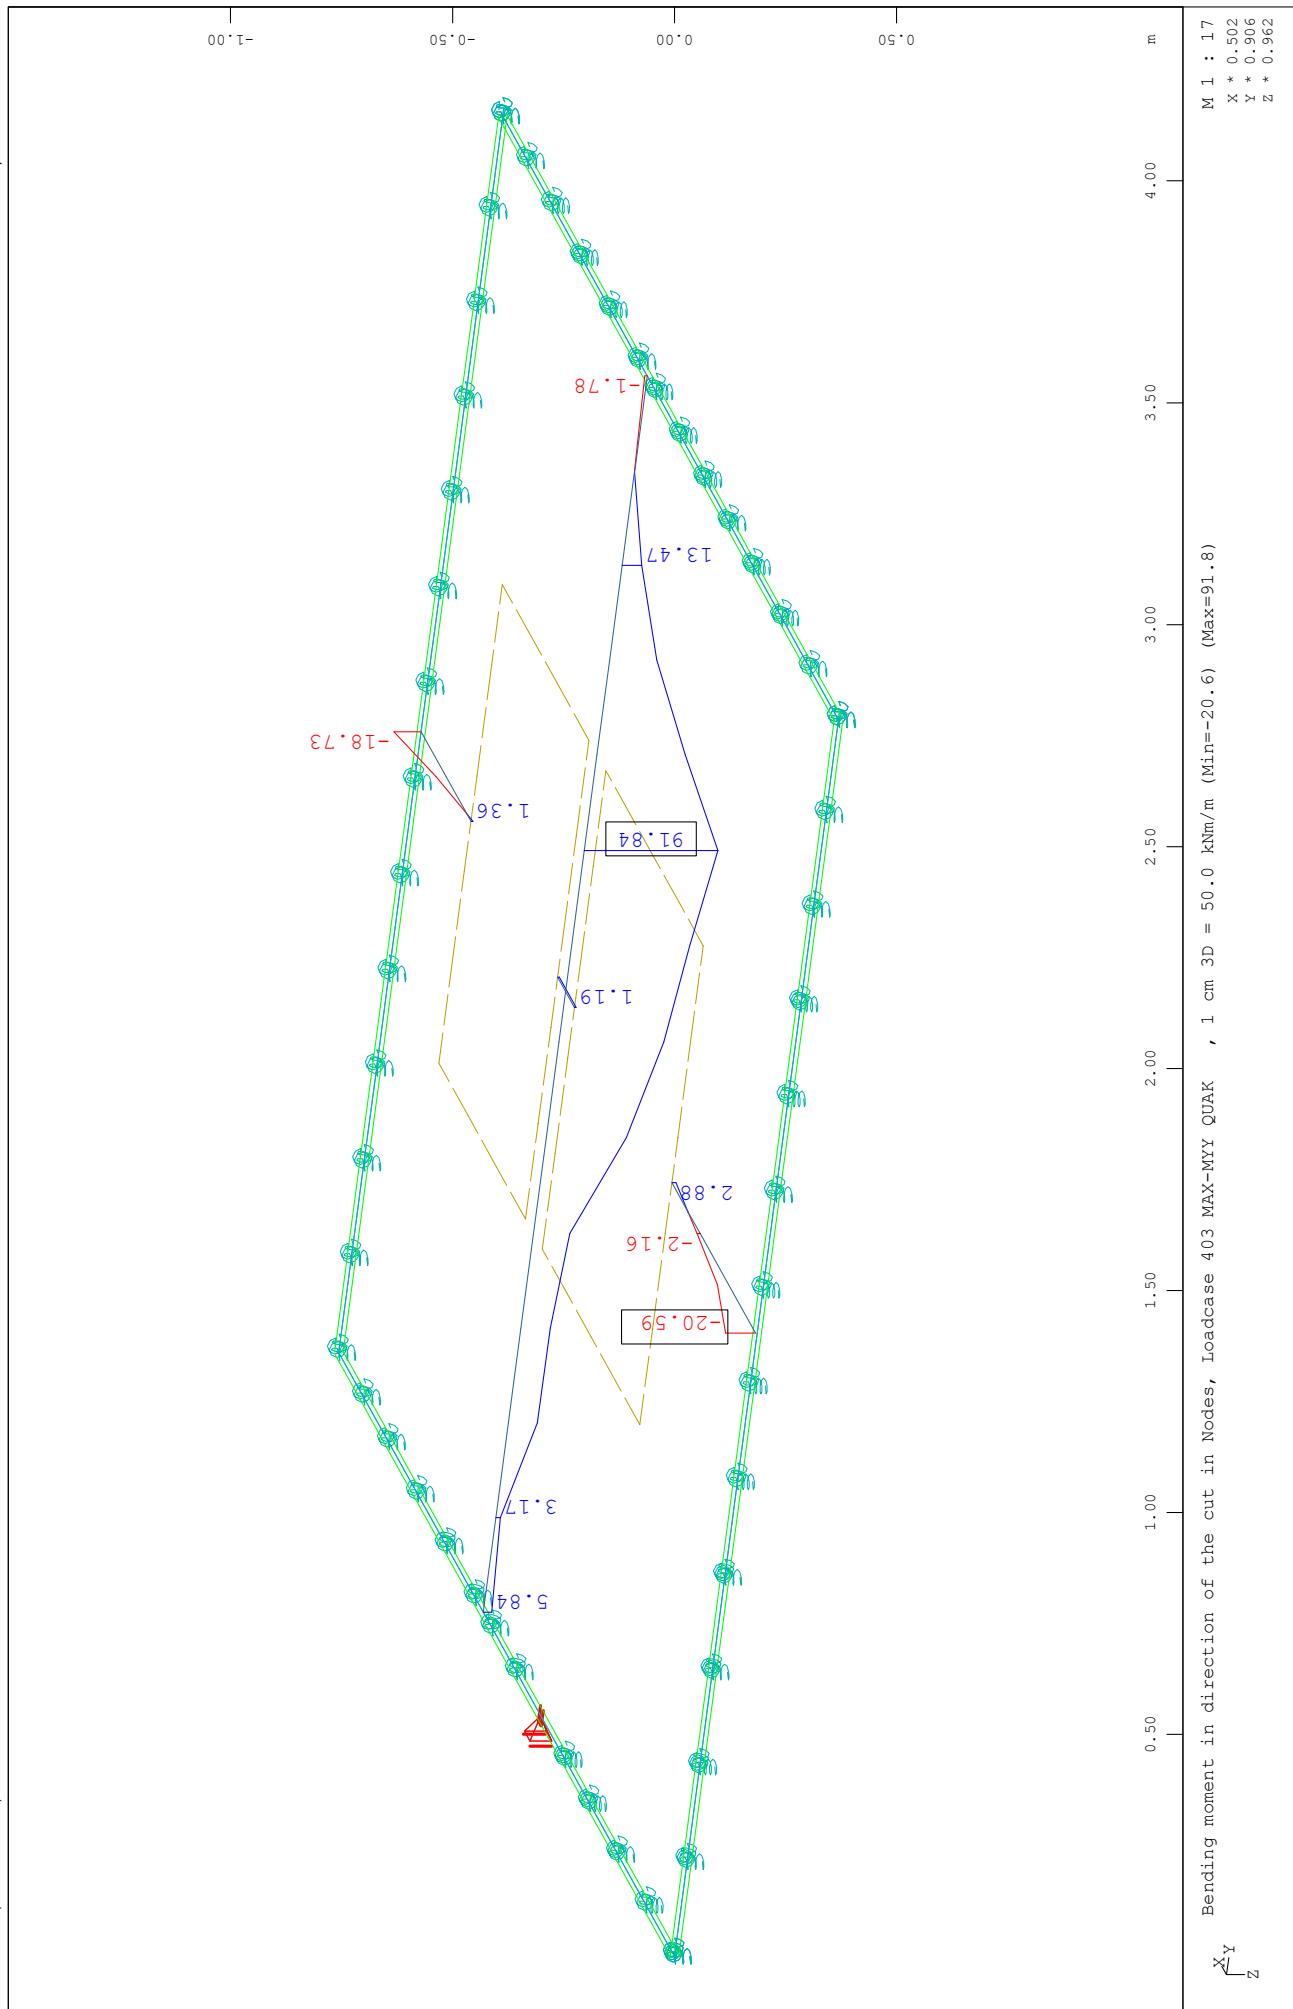 -1.00
-0.50
0.00
0.50
m
M 1 : 17
X * 0.502
Y * 0.906
Z * 0.962
4.00
3.50
3.00
2.50
2.00
1.50
1.00
0.50
-1.78
13.47
-18.73
1.36
91.84
1.19
2.88
-2.16
-20.59
3.17
5.84
Bending moment in direction of the cut in Nodes, Loadcase 403 MAX-MYY QUAK , 1 cm 3D = 50.0 kNm/m (Min=-20.6) (Max=91.8)
X
Y
Z